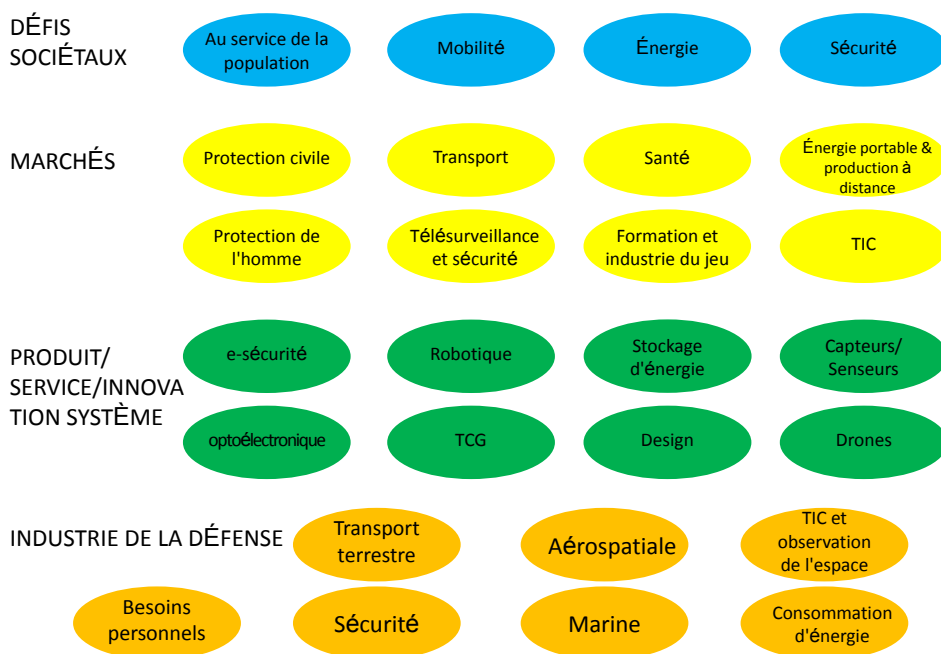 DÉFIS
SOCIÉTAUX
Au service de la
population
Mobilité
Énergie
Sécurité
MARCHÉS
Protection civile
Transport
Santé
Énergie portable &
production à
distance
Protection de
l'homme
Télésurveillance
et sécurité
Formation et
industrie du jeu
TIC
PRODUIT/
SERVICE/INNOVA
TION SYSTÈME
e-sécurité
Robotique
Stockage
d'énergie
Capteurs/
Senseurs
optoélectronique
TCG
Design
Drones
INDUSTRIE DE LA DÉFENSE
Transport
terrestre
Aérospatiale
TIC et
observation
de l'espace
Besoins
personnels
Sécurité
Marine
Consommation
d'énergie